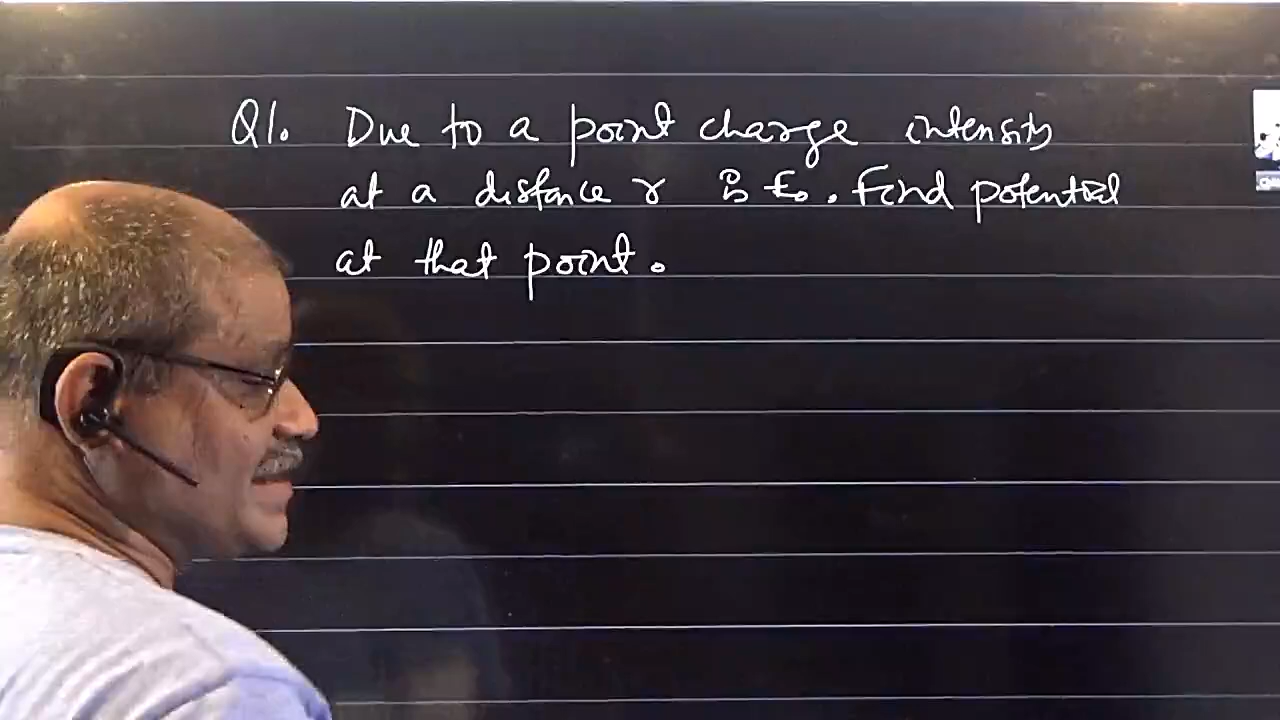 Q1. Due to a point charge intensity
at a distance r is E₀. Find potential
at that point.